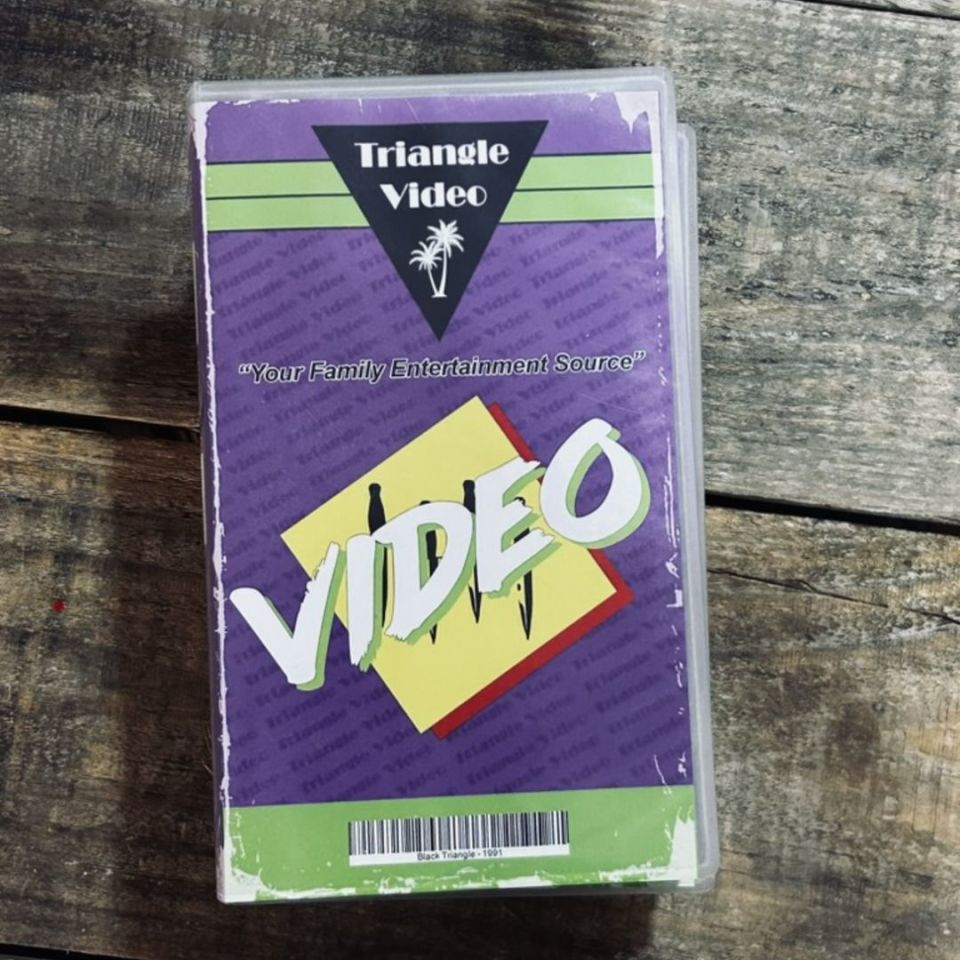 Triangle
Video
“Your Family Entertainment Source”
VIDEO
Black Triangle - 1991